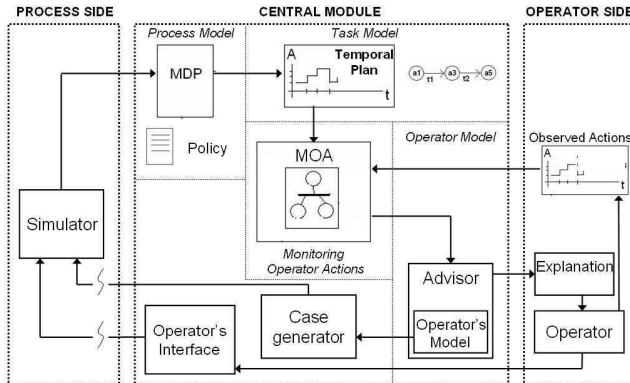 PROCESS SIDE
CENTRAL MODULE
OPERATOR SIDE
Process Model
Task Model
MDP
A
Temporal
Plan
t
a1
a3
a5
t1
t2
Policy
MOA
Monitoring
Operator Actions
Operator Model
Observed Actions
A
t
Simulator
Advisor
Operator's
Model
Explanation
Case
generator
Operator's
Interface
Operator